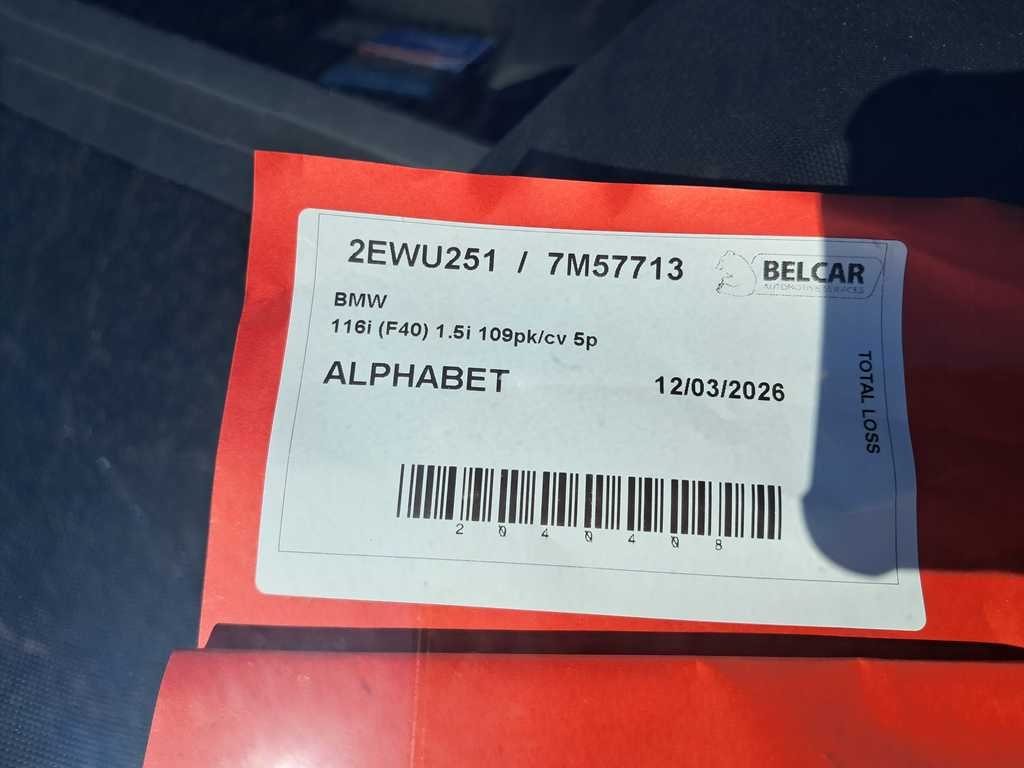 2EWU251 / 7M57713
BELCAR
AUTOMOTIVE SERVICES
BMW
116i (F40) 1.5i 109pk/cv 5p
ALPHABET
12/03/2026
TOTAL LOSS
2040408